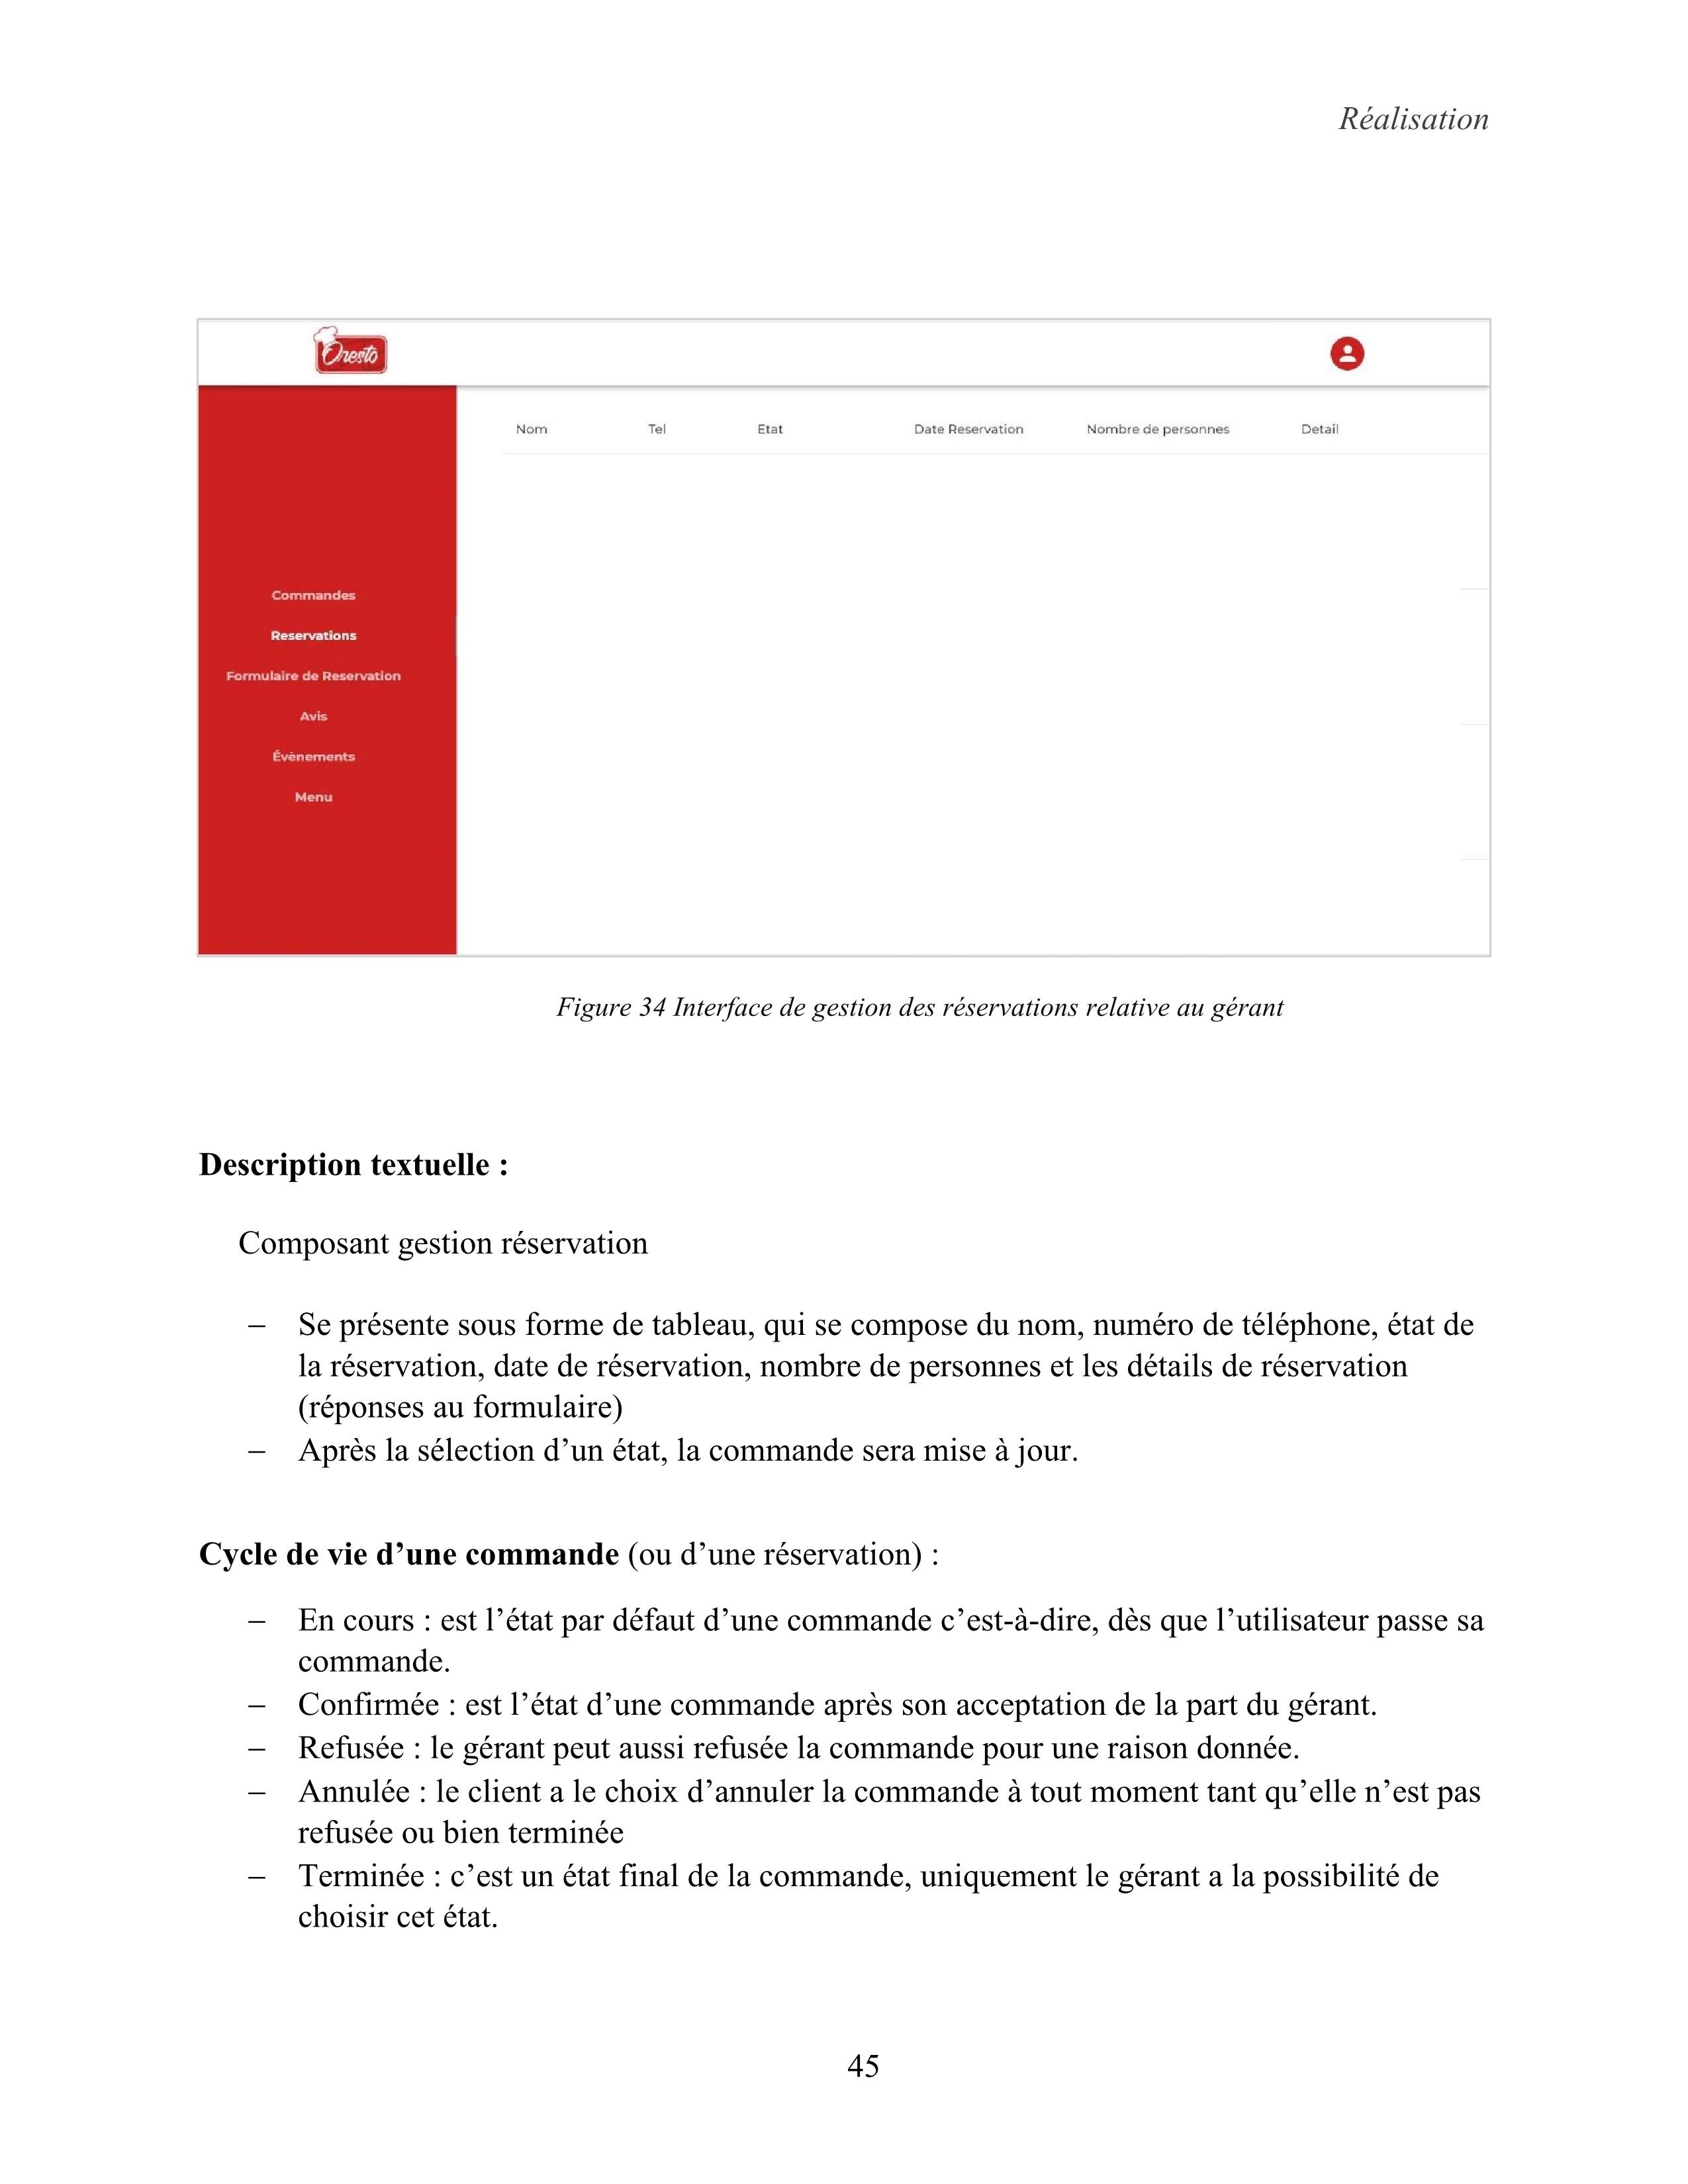 Réalisation
Oresto
Nom Tel Etat Date Reservation Nombre de personnes Detail
Commandes
Reservations
Formulaire de Reservation
Avis
Évènements
Menu
Figure 34 Interface de gestion des réservations relative au gérant
Description textuelle :
Composant gestion réservation
– Se présente sous forme de tableau, qui se compose du nom, numéro de téléphone, état de
la réservation, date de réservation, nombre de personnes et les détails de réservation
(réponses au formulaire)
– Après la sélection d’un état, la commande sera mise à jour.
Cycle de vie d’une commande (ou d’une réservation) :
– En cours : est l’état par défaut d’une commande c’est-à-dire, dès que l’utilisateur passe sa
commande.
– Confirmée : est l’état d’une commande après son acceptation de la part du gérant.
– Refusée : le gérant peut aussi refusée la commande pour une raison donnée.
– Annulée : le client a le choix d’annuler la commande à tout moment tant qu’elle n’est pas
refusée ou bien terminée
– Terminée : c’est un état final de la commande, uniquement le gérant a la possibilité de
choisir cet état.
45